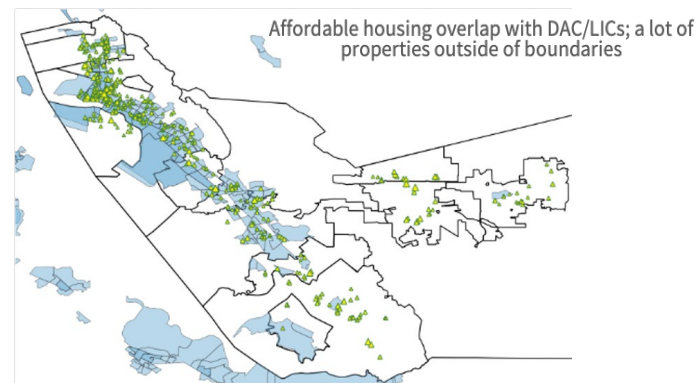 Affordable housing overlap with DAC/LICs; a lot of
properties outside of boundaries